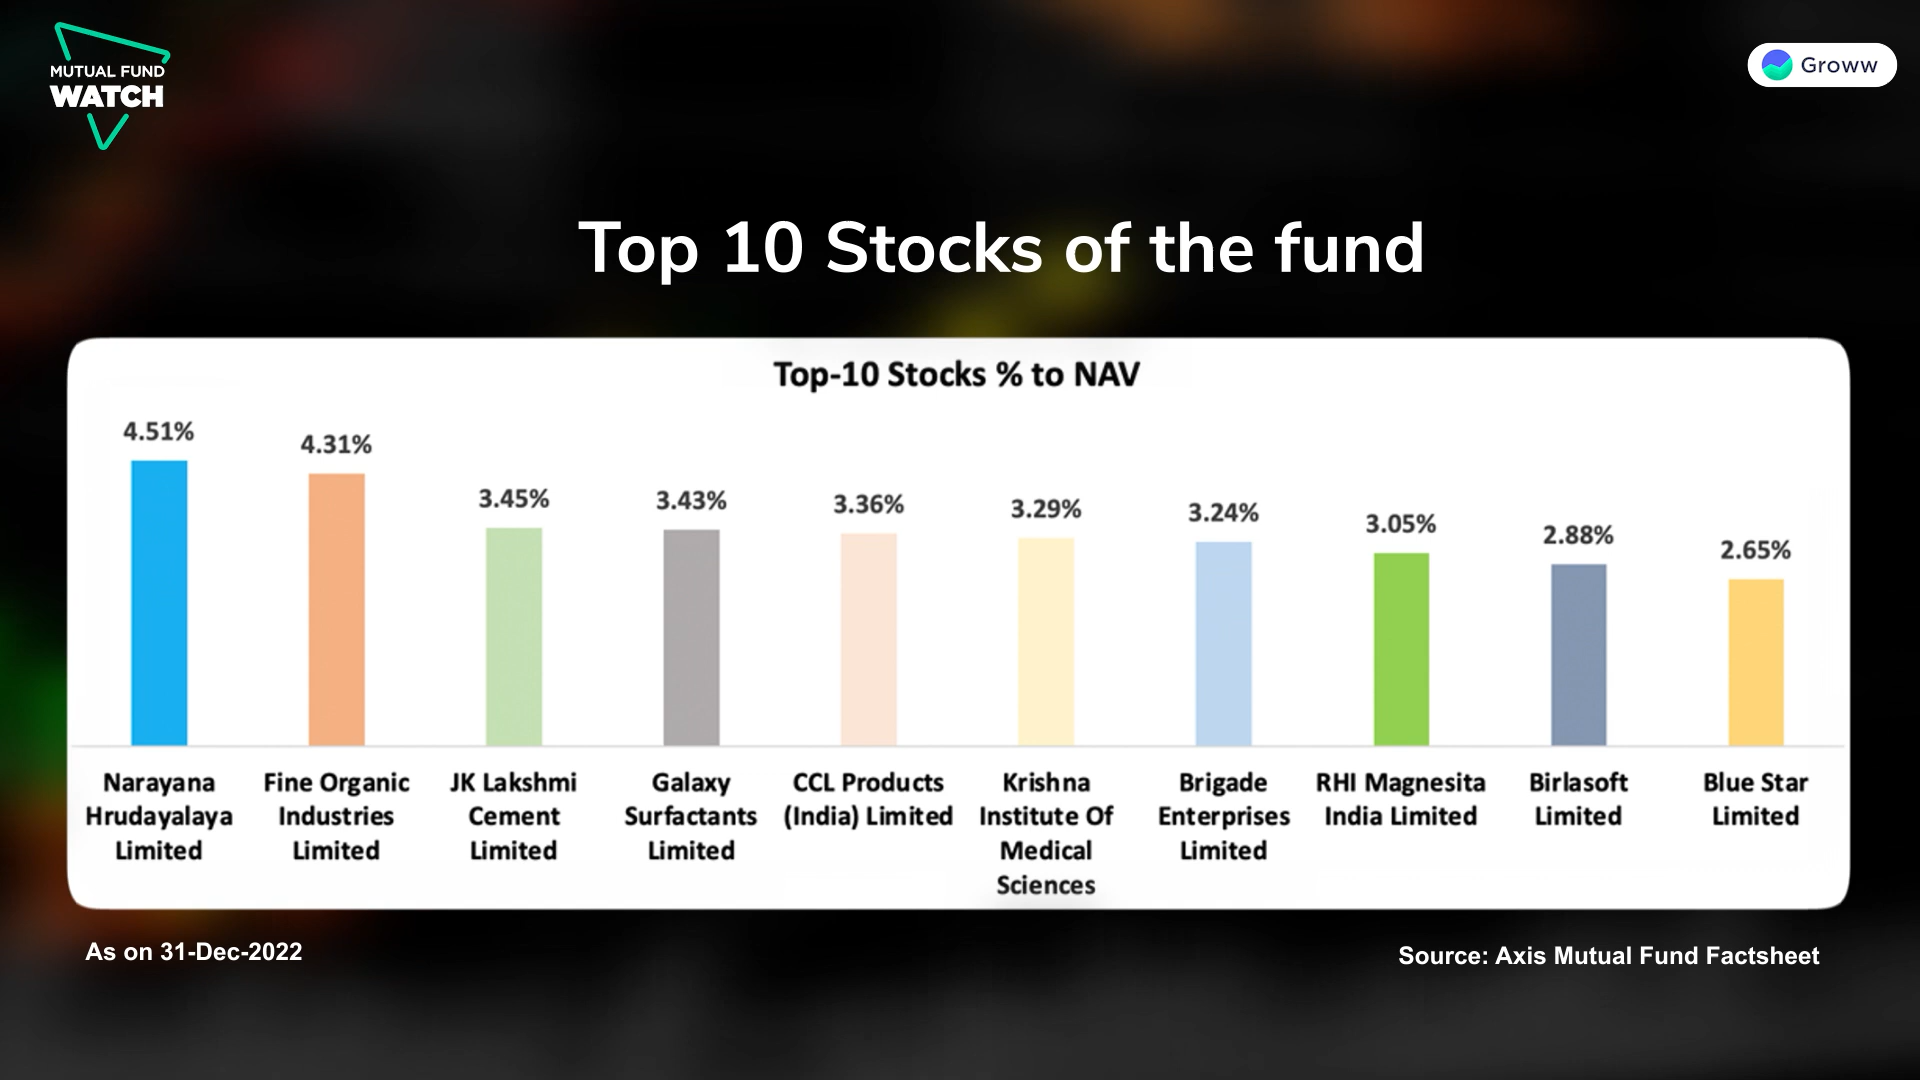 MUTUAL FUND
WATCH
Groww
Top 10 Stocks of the fund
Top-10 Stocks % to NAV
4.51%
4.31%
3.45%
3.43%
3.36%
3.29%
3.24%
3.05%
2.88%
2.65%
Narayana
Hrudayalaya
Limited
Fine Organic
Industries
Limited
JK Lakshmi
Cement
Limited
Galaxy
Surfactants
Limited
CCL Products
(India) Limited
Krishna
Institute Of
Medical
Sciences
Brigade
Enterprises
Limited
RHI Magnesita
India Limited
Birlasoft
Limited
Blue Star
Limited
As on 31-Dec-2022
Source: Axis Mutual Fund Factsheet